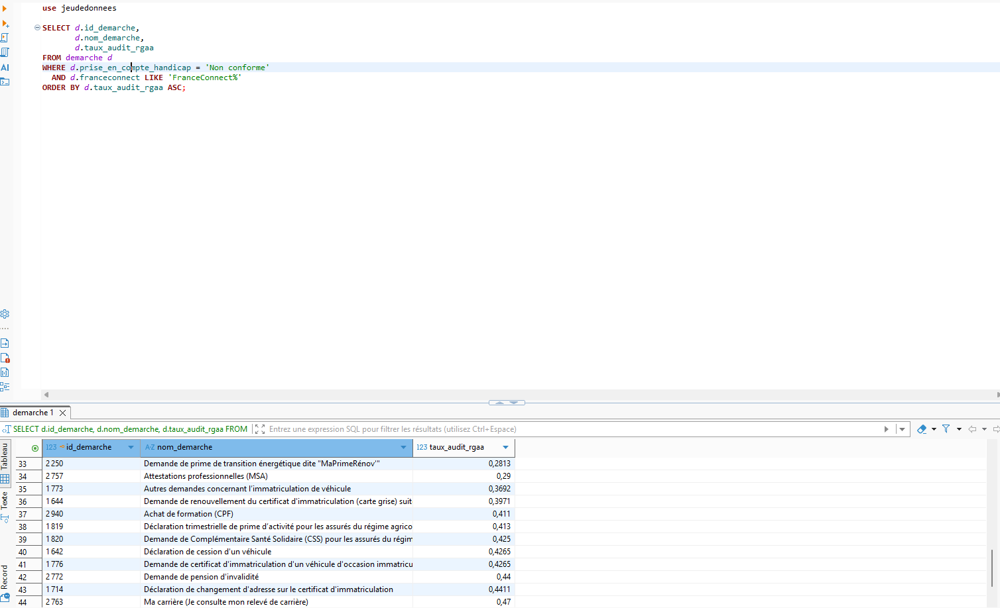 use jeudedonnees
SELECT d.id_demarche,
d.nom_demarche,
d.taux_audit_rgaa
FROM demarche d
WHERE d.prise_en_compte_handicap = 'Non conforme'
AND d.franceconnect LIKE 'FranceConnect%'
ORDER BY d.taux_audit_rgaa ASC;
AI
demarche 1
SELECT d.id_demarche, d.nom_demarche, d.taux_audit_rgaa FROM
Entrez une expression SQL pour filtrer les résultats (utilisez Ctrl+Espace)
Tableau
Texte
Record
123 id_demarche A-Z nom_demarche 123 taux_audit_rgaa
33 2 250 Demande de prime de transition énergétique dite "MaPrimeRénov'" 0,2813
34 2 757 Attestations professionnelles (MSA) 0,29
35 1 773 Autres demandes concernant l'immatriculation de véhicule 0,3692
36 1 644 Demande de renouvellement du certificat d'immatriculation (carte grise) suit 0,3971
37 2 940 Achat de formation (CPF) 0,411
38 1 819 Déclaration trimestrielle de prime d'activité pour les assurés du régime agrico 0,413
39 1 820 Demande de Complémentaire Santé Solidaire (CSS) pour les assurés du régim 0,425
40 1 642 Déclaration de cession d'un véhicule 0,4265
41 1 776 Demande de certificat d'immatriculation d'un véhicule d'occasion immatricu 0,4265
42 2 772 Demande de pension d'invalidité 0,44
43 1 714 Déclaration de changement d'adresse sur le certificat d'immatriculation 0,4411
44 2 763 Ma carrière (Je consulte mon relevé de carrière) 0,47